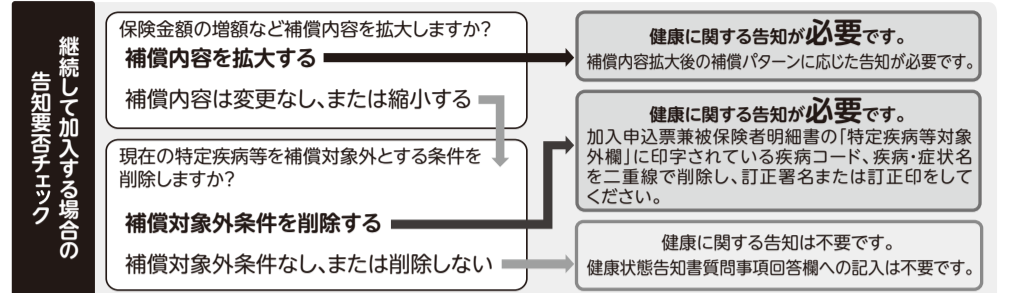 継続して加入する場合の
告知要否チェック
保険金額の増額など補償内容を拡大しますか?
補償内容を拡大する
補償内容は変更なし、または縮小する
現在の特定疾病等を補償対象外とする条件を
削除しますか?
補償対象外条件を削除する
補償対象外条件なし、または削除しない
健康に関する告知が必要です。
補償内容拡大後の補償パターンに応じた告知が必要です。
健康に関する告知が必要です。
加入申込票兼被保険者明細書の「特定疾病等対象
外欄」に印字されている疾病コード、疾病・症状名
を二重線で削除し、訂正署名または訂正印をして
ください。
健康に関する告知は不要です。
健康状態告知書質問事項回答欄への記入は不要です。